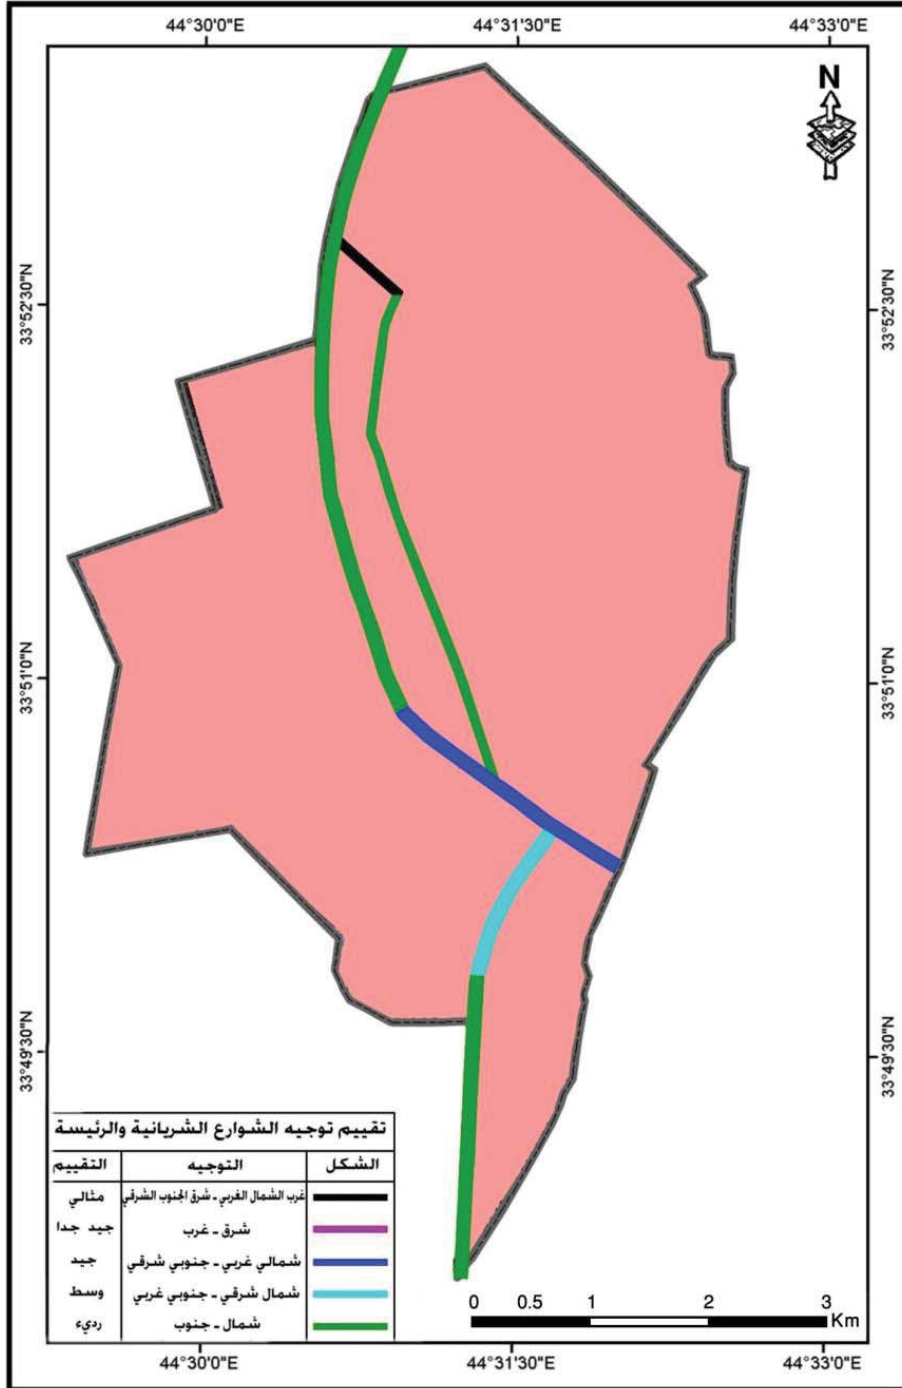 44°30'0"E 44°31'30"E 44°33'0"E
N
33°52'30"N 33°52'30"N
33°51'0"N 33°51'0"N
33°49'30"N 33°49'30"N
تقييم توجيه الشوارع الشريانية والرئيسة
الشكل التوجيه التقييم
غرب الشمال الغربي - شرق الجنوب الشرقي مثالي
شرق - غرب جيد جدا
شمالي غربي - جنوبي شرقي جيد
شمال شرقي - جنوبي غربي وسط
شمال - جنوب رديء
0 0.5 1 2 3
Km
44°30'0"E 44°31'30"E 44°33'0"E